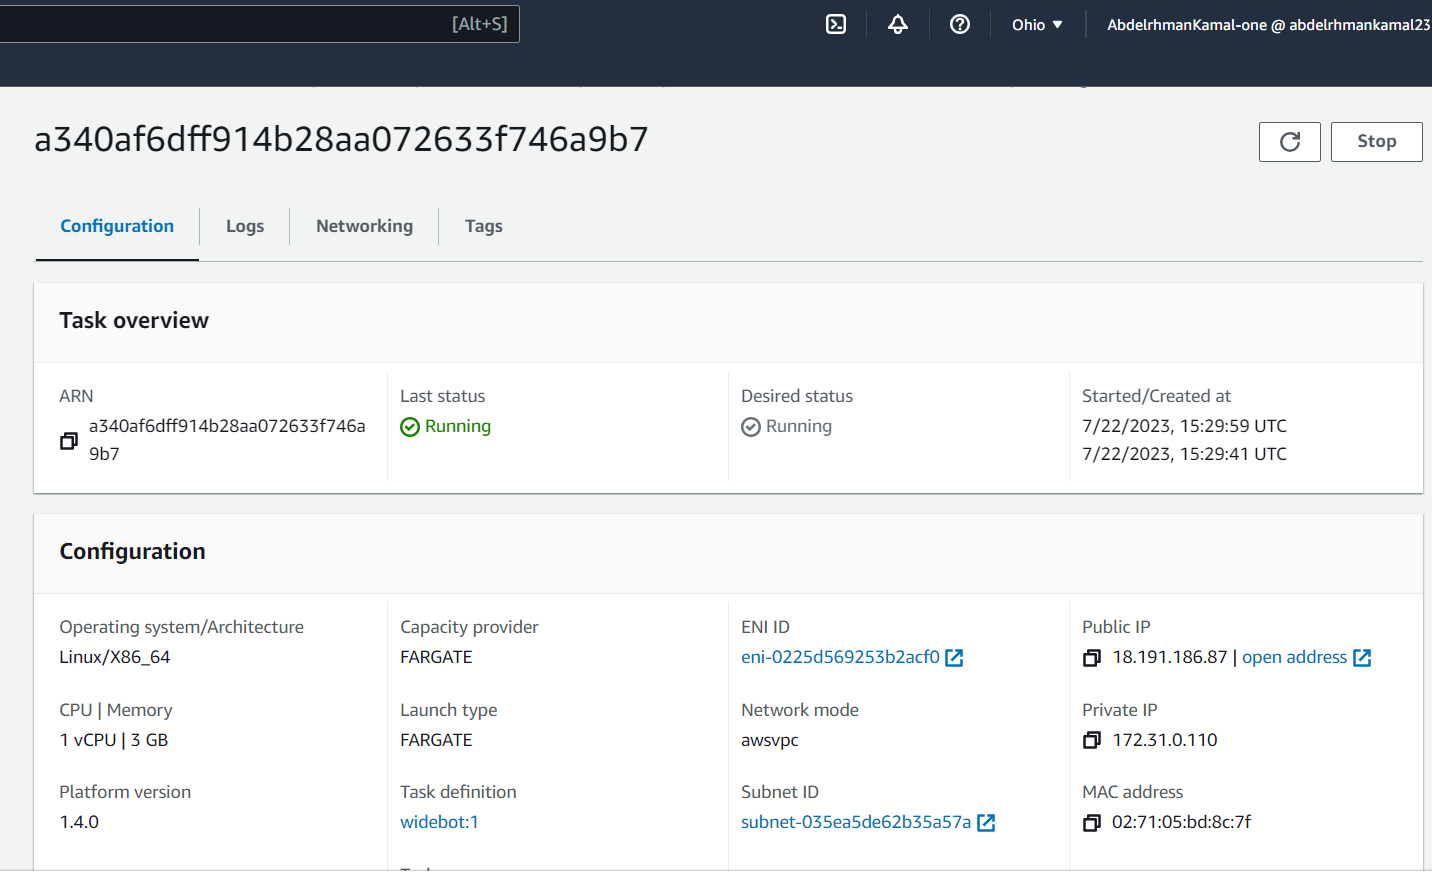 [Alt+S]
Ohio
AbdelrhmanKamal-one @ abdelrhmankamal23
a340af6dff914b28aa072633f746a9b7
Stop
Configuration
Logs
Networking
Tags
Task overview
ARN
a340af6dff914b28aa072633f746a
9b7
Last status
Running
Desired status
Running
Started/Created at
7/22/2023, 15:29:59 UTC
7/22/2023, 15:29:41 UTC
Configuration
Operating system/Architecture
Linux/X86_64
CPU | Memory
1 vCPU | 3 GB
Platform version
1.4.0
Capacity provider
FARGATE
Launch type
FARGATE
Task definition
widebot:1
ENI ID
eni-0225d569253b2acf0
Network mode
awsvpc
Subnet ID
subnet-035ea5de62b35a57a
Public IP
18.191.186.87 | open address
Private IP
172.31.0.110
MAC address
02:71:05:bd:8c:7f